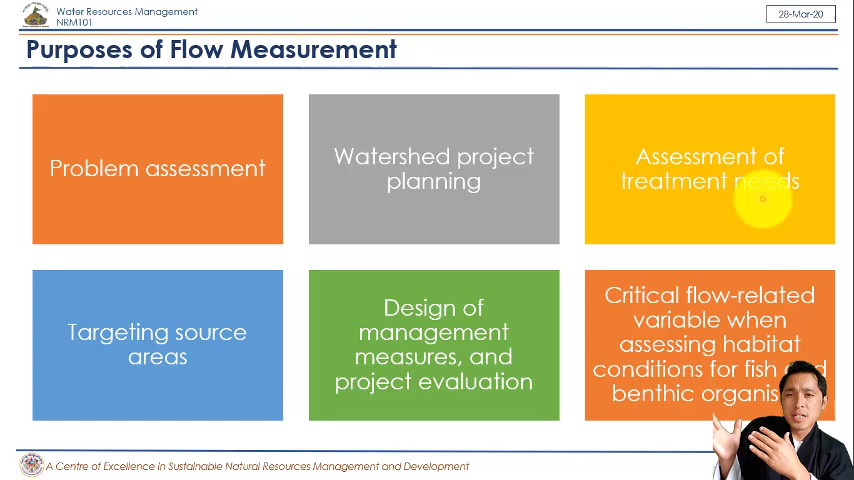 Water Resources Management
NRM101
28-Mar-20
Purposes of Flow Measurement
Problem assessment
Watershed project
planning
Assessment of
treatment needs
Targeting source
areas
Design of
management
measures, and
project evaluation
Critical flow-related
variable when
assessing habitat
conditions for fish and
benthic
A Centre of Excellence in Sustainable Natural Resources Management and Development